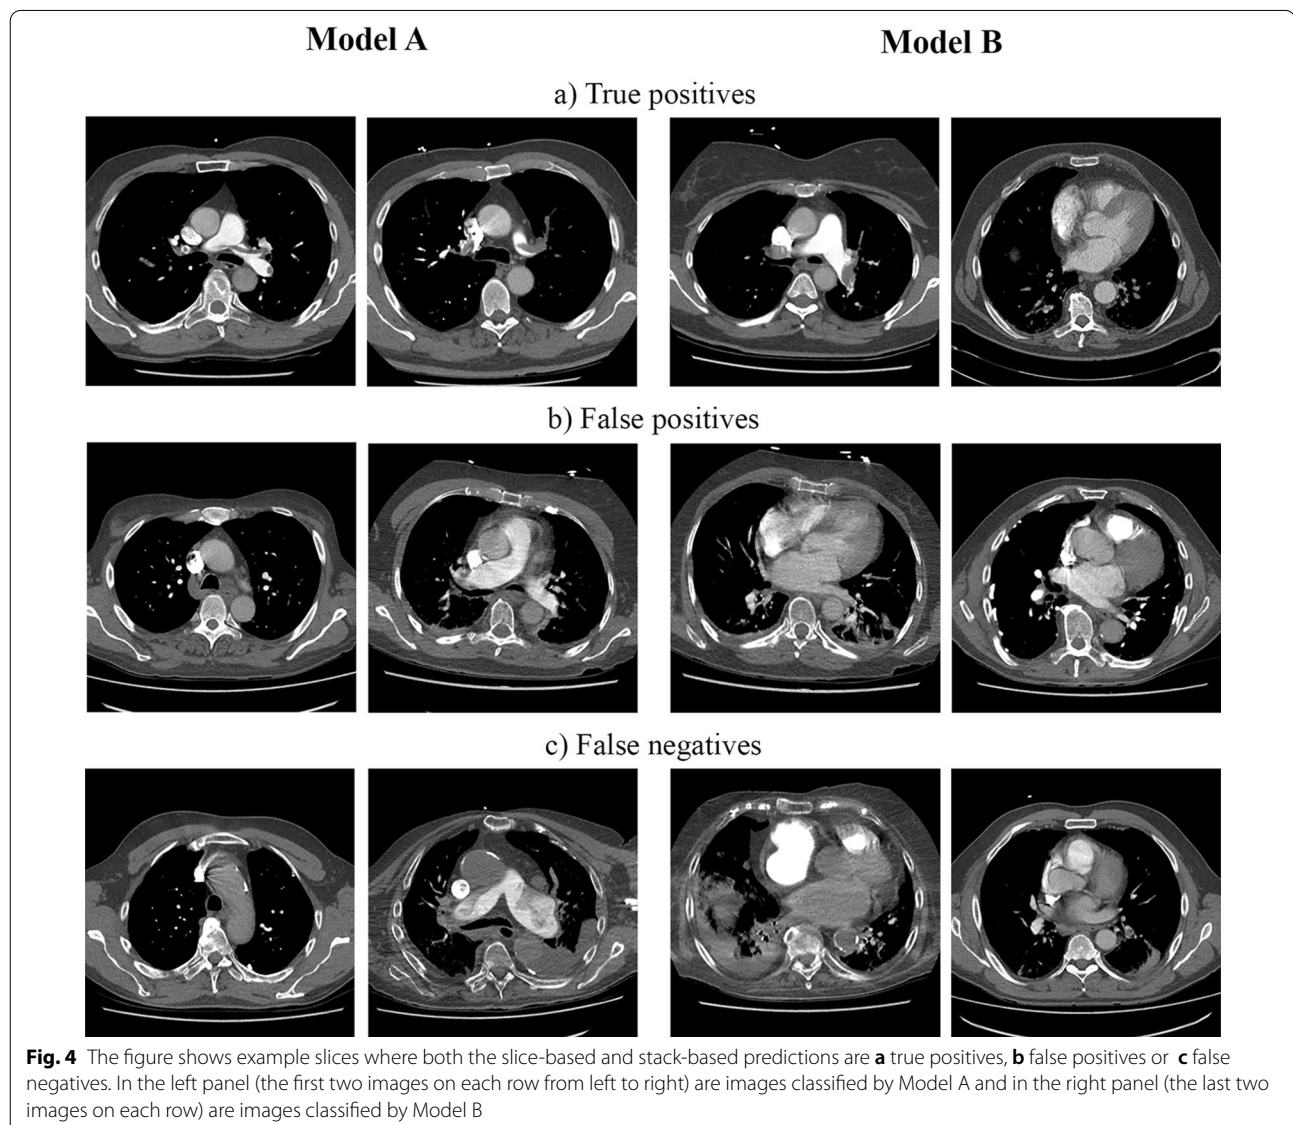 Model A
Model B
a) True positives
b) False positives
c) False negatives
Fig. 4 The figure shows example slices where both the slice-based and stack-based predictions are a true positives, b false positives or c false
negatives. In the left panel (the first two images on each row from left to right) are images classified by Model A and in the right panel (the last two
images on each row) are images classified by Model B